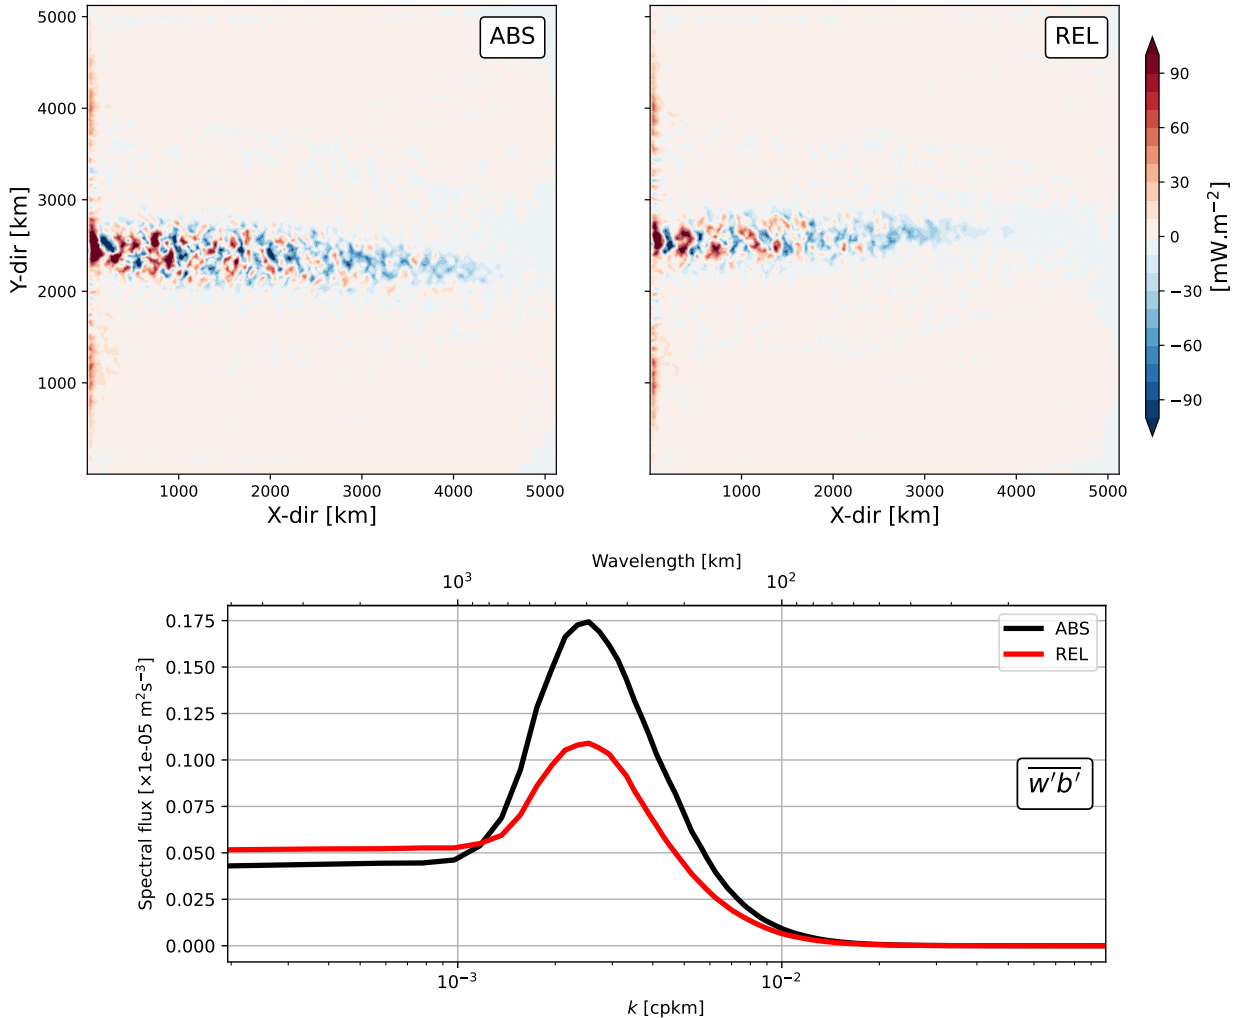 ABS
REL
5000
4000
3000
2000
1000
Y-dir [km]
1000 2000 3000 4000 5000
X-dir [km]
1000 2000 3000 4000 5000
X-dir [km]
90
60
30
0
−30
−60
−90
[mW.m⁻²]
Wavelength [km]
10³ 10²
0.175
0.150
0.125
0.100
0.075
0.050
0.025
0.000
Spectral flux [×1e-05 m²s⁻³]
ABS
REL
w′b′
10⁻³ 10⁻²
k [cpkm]